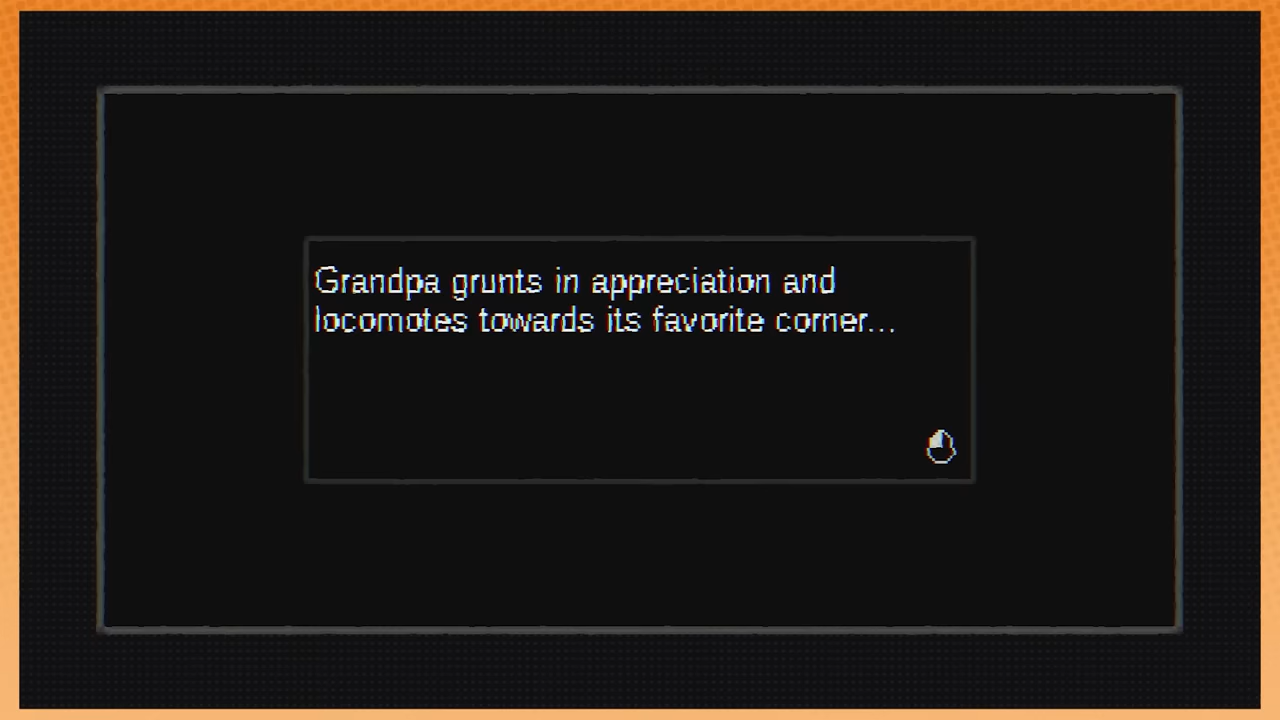 Grandpa grunts in appreciation and
locomotes towards its favorite corner...